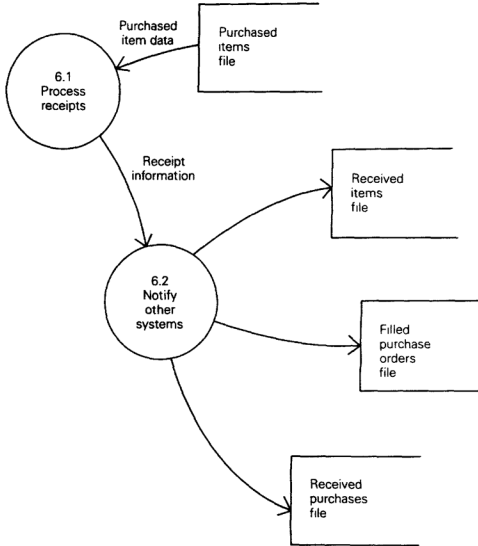 Purchased
item data
Purchased
items
file
6.1
Process
receipts
Receipt
information
Received
items
file
6.2
Notify
other
systems
Filled
purchase
orders
file
Received
purchases
file